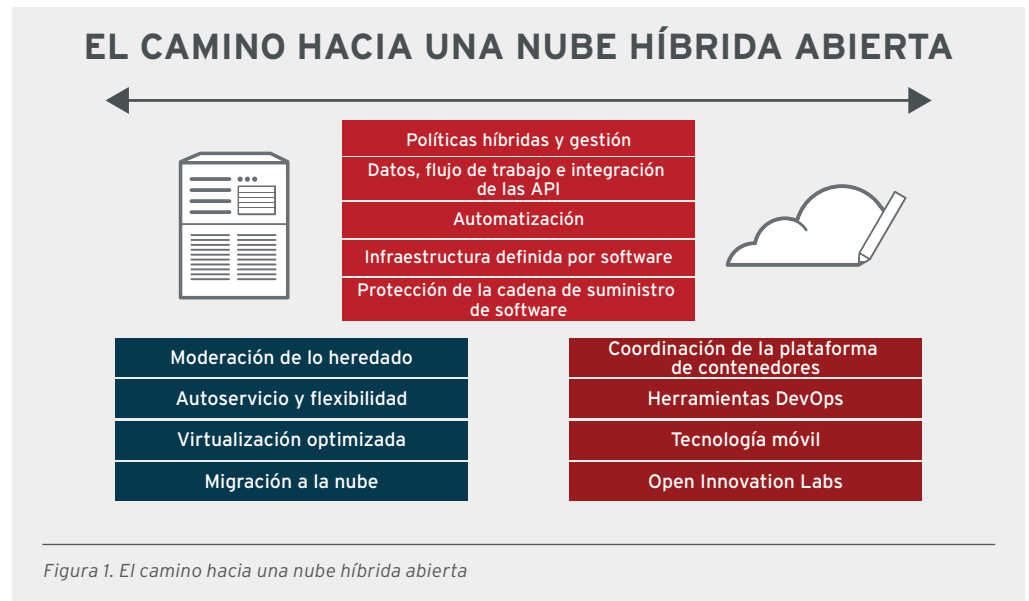 EL CAMINO HACIA UNA NUBE HÍBRIDA ABIERTA
Políticas híbridas y gestión
Datos, flujo de trabajo e integración
de las API
Automatización
Infraestructura definida por software
Protección de la cadena de suministro
de software
Moderación de lo heredado
Autoservicio y flexibilidad
Virtualización optimizada
Migración a la nube
Coordinación de la plataforma
de contenedores
Herramientas DevOps
Tecnología móvil
Open Innovation Labs
Figura 1. El camino hacia una nube híbrida abierta